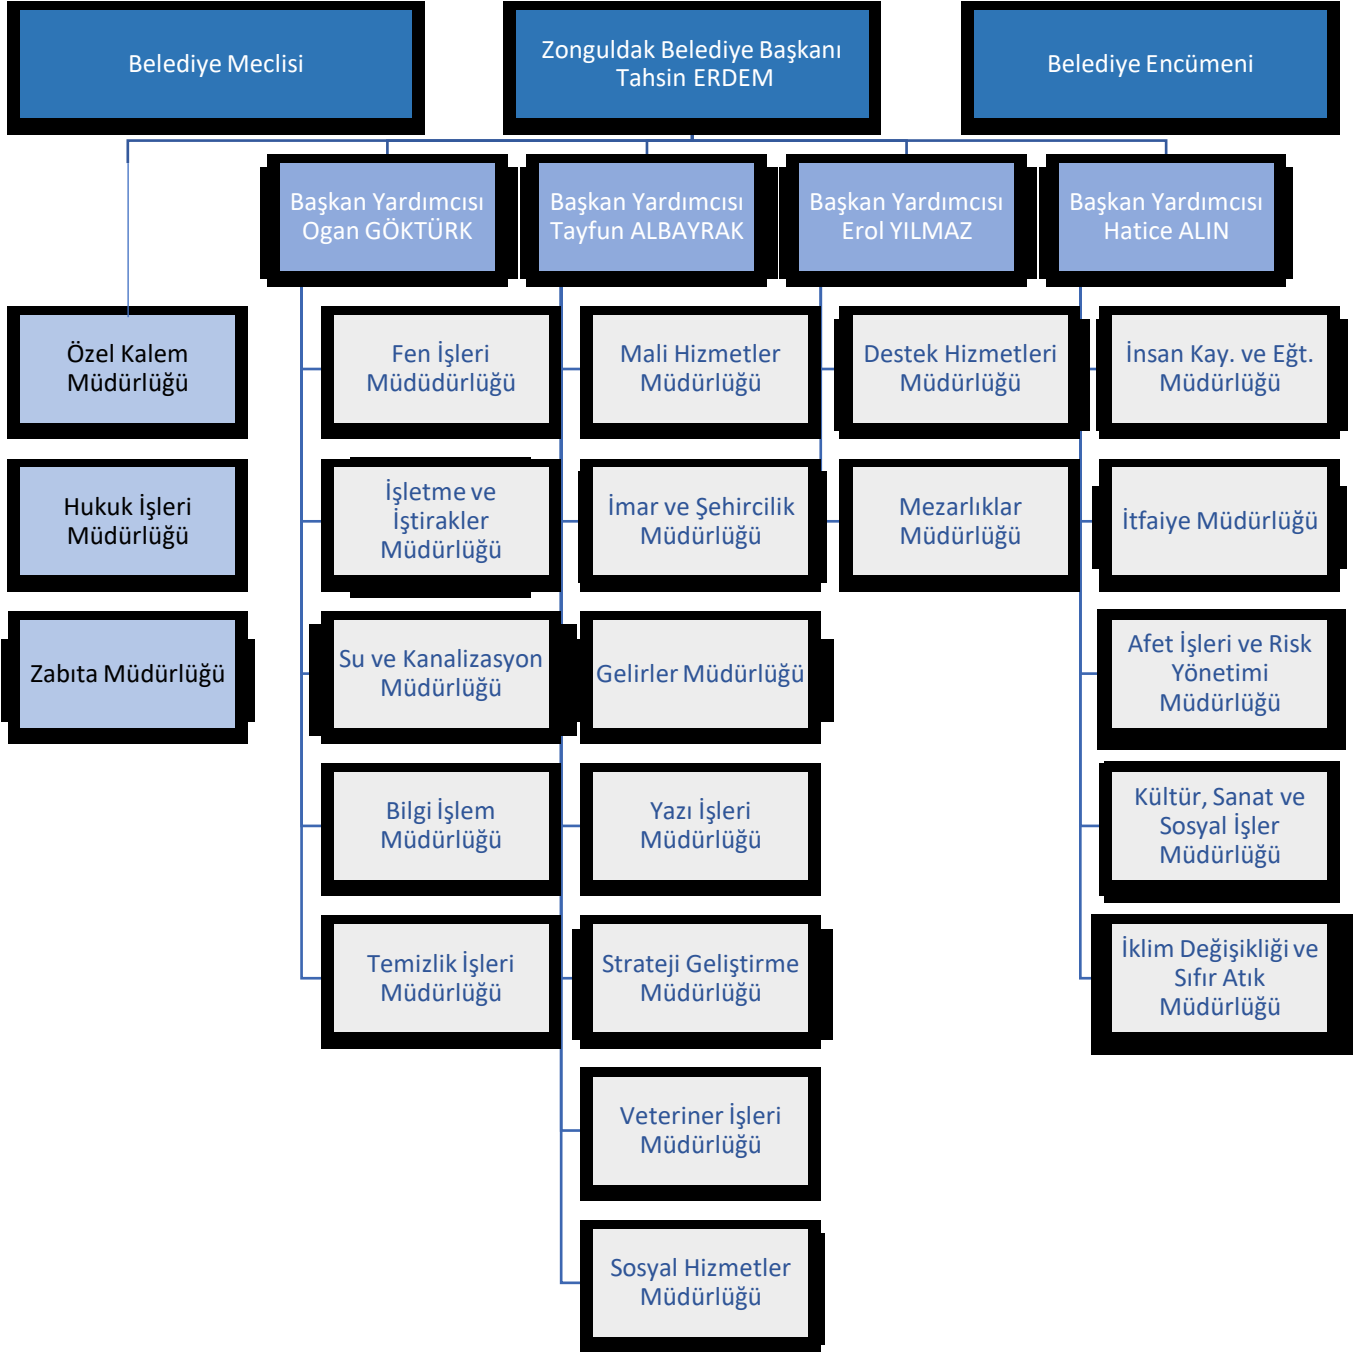 Belediye Meclisi
Zonguldak Belediye Başkanı
Tahsin ERDEM
Belediye Encümeni
Başkan Yardımcısı
Ogan GÖKTÜRK
Başkan Yardımcısı
Tayfun ALBAYRAK
Başkan Yardımcısı
Erol YILMAZ
Başkan Yardımcısı
Hatice ALIN
Özel Kalem
Müdürlüğü
Hukuk İşleri
Müdürlüğü
Zabıta Müdürlüğü
Fen İşleri
Müdüdürlüğü
İşletme ve
İştirakler
Müdürlüğü
Su ve Kanalizasyon
Müdürlüğü
Bilgi İşlem
Müdürlüğü
Temizlik İşleri
Müdürlüğü
Mali Hizmetler
Müdürlüğü
İmar ve Şehircilik
Müdürlüğü
Gelirler Müdürlüğü
Yazı İşleri
Müdürlüğü
Strateji Geliştirme
Müdürlüğü
Veteriner İşleri
Müdürlüğü
Sosyal Hizmetler
Müdürlüğü
Destek Hizmetleri
Müdürlüğü
Mezarlıklar
Müdürlüğü
İnsan Kay. ve Eğt.
Müdürlüğü
İtfaiye Müdürlüğü
Afet İşleri ve Risk
Yönetimi
Müdürlüğü
Kültür, Sanat ve
Sosyal İşler
Müdürlüğü
İklim Değişikliği ve
Sıfır Atık
Müdürlüğü